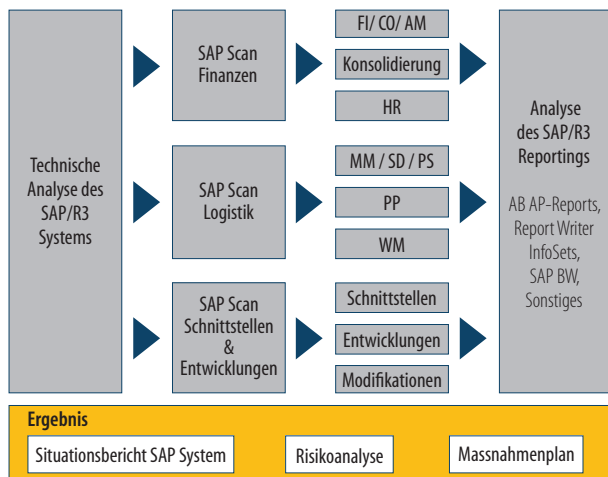 Technische
Analyse des
SAP/R3
Systems
SAP Scan
Finanzen
FI/ CO/ AM
Konsolidierung
HR
SAP Scan
Logistik
MM / SD / PS
PP
WM
SAP Scan
Schnittstellen
&
Entwicklungen
Schnittstellen
Entwicklungen
Modifikationen
Analyse
des SAP/R3
Reportings
AB AP-Reports,
Report Writer
InfoSets,
SAP BW,
Sonstiges
Ergebnis
Situationsbericht SAP System
Risikoanalyse
Massnahmenplan